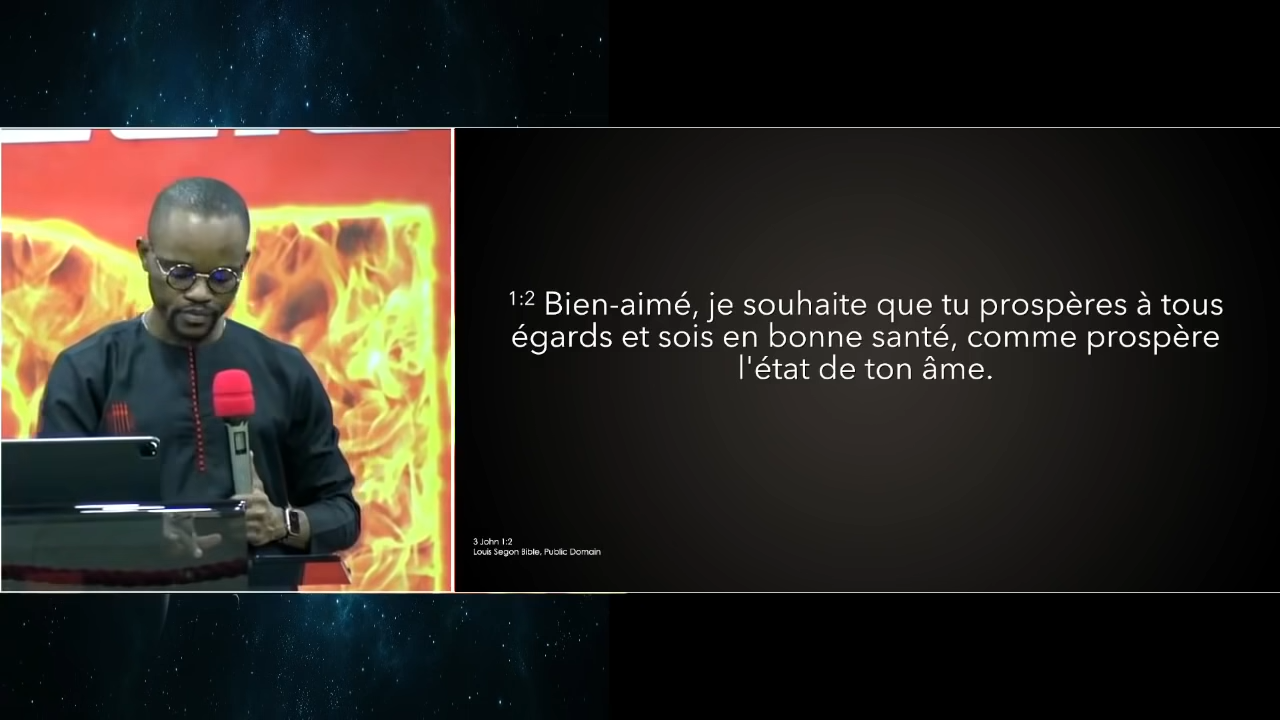 1:2 Bien-aimé, je souhaite que tu prospères à tous
égards et sois en bonne santé, comme prospère
l'état de ton âme.
3 John 1:2
Louis Segon Bible, Public Domain